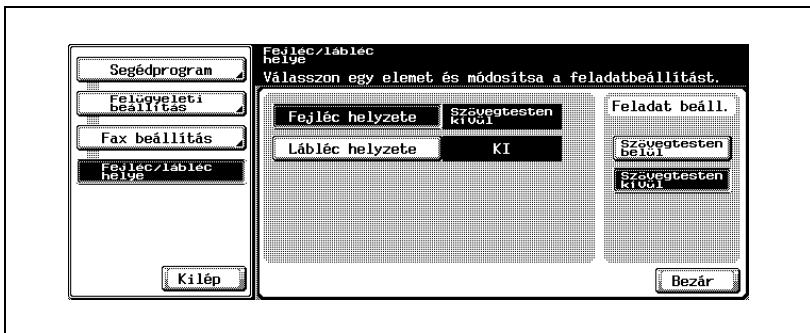 Segédprogram
Felügyeleti
beállítás
Fax beállítás
Fejléc/lábléc
helye
Kilép
Fejléc/lábléc
helye
Válasszon egy elemet és módosítsa a feladatbeállítást.
Fejléc helyzete
Szövegtesten
kívül
Lábléc helyzete
KI
Feladat beáll.
Szövegtesten
belül
Szövegtesten
kívül
Bezár